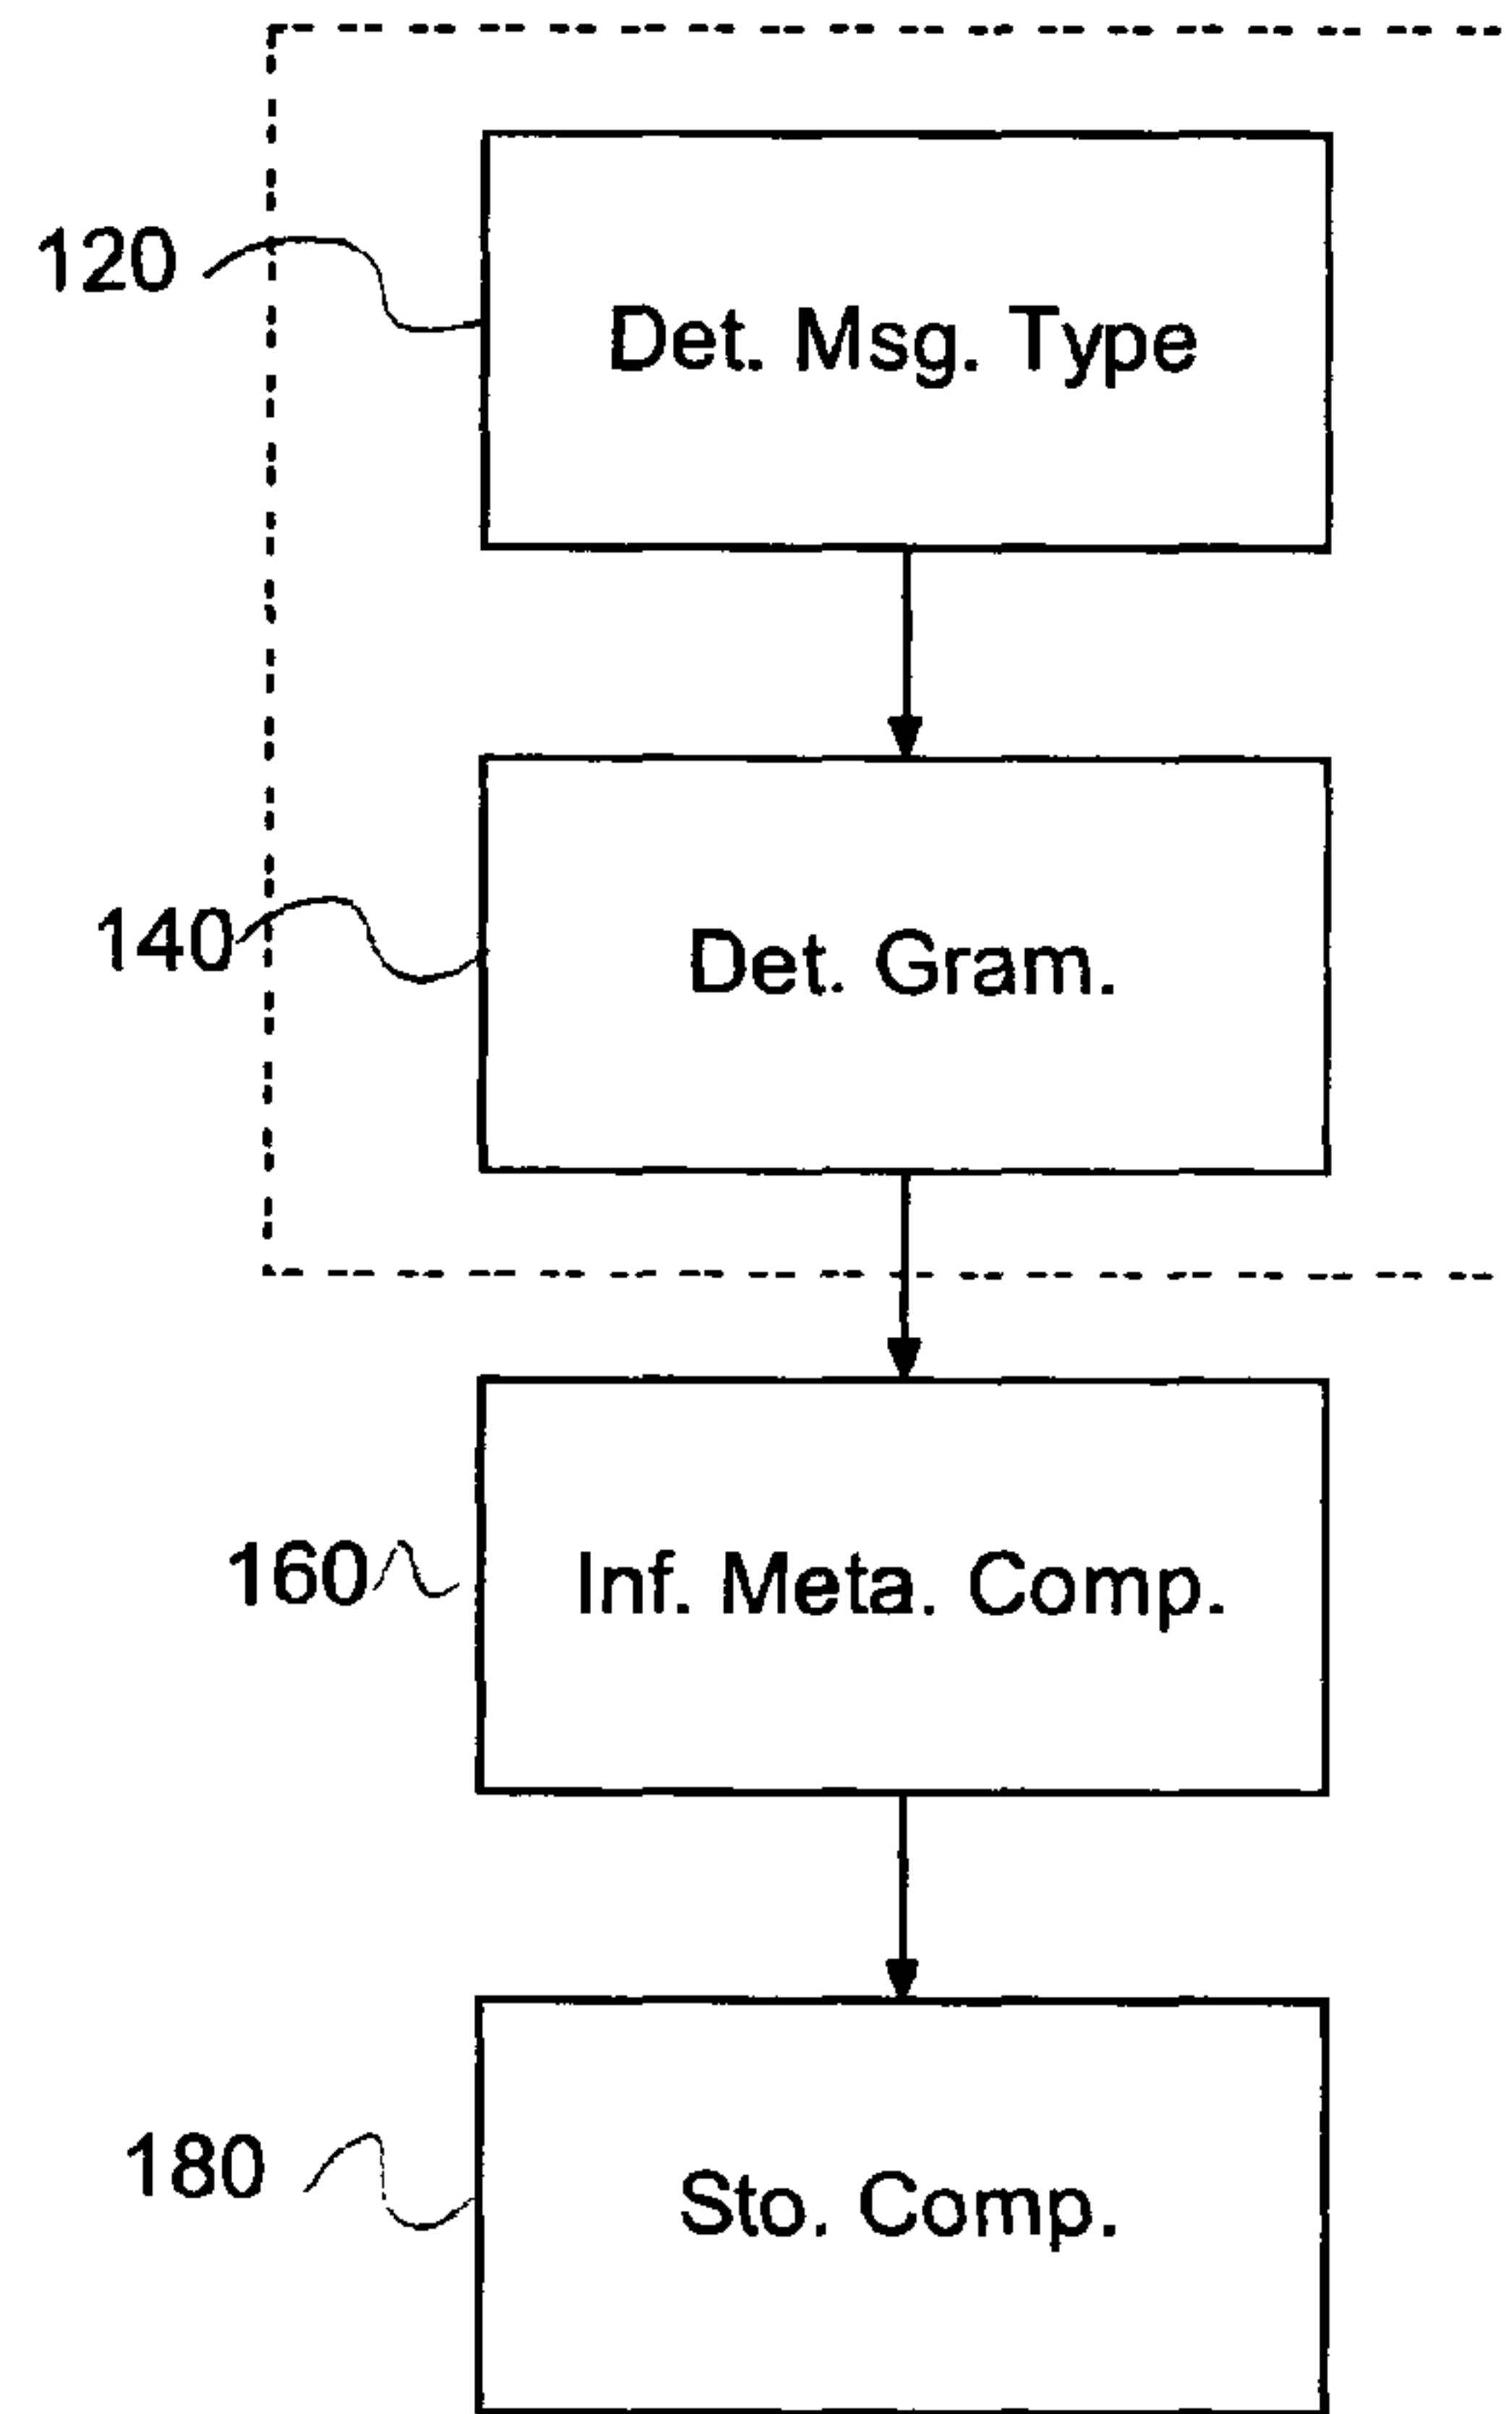 120
Det. Msg. Type
140
Det. Gram.
160
Inf. Meta. Comp.
180
Sto. Comp.